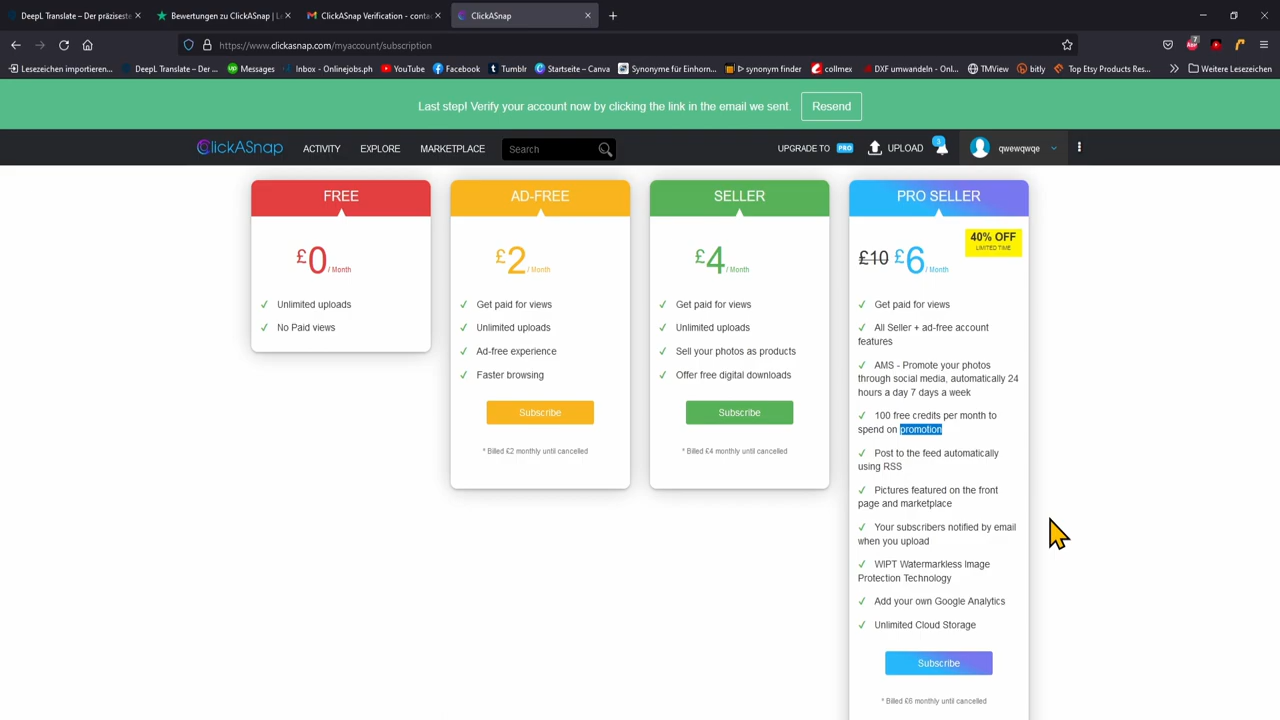 DeepL Translate – Der präziseste
Bewertungen zu ClickASnap | Le
ClickASnap Verification - conta
ClickASnap
https://www.clickasnap.com/myaccount/subscription
7
Lesezeichen importieren...
DeepL Translate – Der ...
Messages
Inbox - Onlinejobs.ph
YouTube
Facebook
Tumblr
Startseite – Canva
Synonyme für Einhorn...
synonym finder
collmex
DXF umwandeln - Onl...
TMView
bitly
Top Etsy Products Res...
Weitere Lesezeichen
Last step! Verify your account now by clicking the link in the email we sent.
Resend
ClickASnap
ACTIVITY
EXPLORE
MARKETPLACE
Search
UPGRADE TO PRO
UPLOAD
qwewqwqe
FREE
£0 / Month
Unlimited uploads
No Paid views
AD-FREE
£2 / Month
Get paid for views
Unlimited uploads
Ad-free experience
Faster browsing
Subscribe
* Billed £2 monthly until cancelled
SELLER
£4 / Month
Get paid for views
Unlimited uploads
Sell your photos as products
Offer free digital downloads
Subscribe
* Billed £4 monthly until cancelled
PRO SELLER
40% OFF
LIMITED TIME
£10 £6 / Month
Get paid for views
All Seller + ad-free account
features
AMS - Promote your photos
through social media, automatically 24
hours a day 7 days a week
100 free credits per month to
spend on promotion
Post to the feed automatically
using RSS
Pictures featured on the front
page and marketplace
Your subscribers notified by email
when you upload
WIPT Watermarkless Image
Protection Technology
Add your own Google Analytics
Unlimited Cloud Storage
Subscribe
* Billed £6 monthly until cancelled